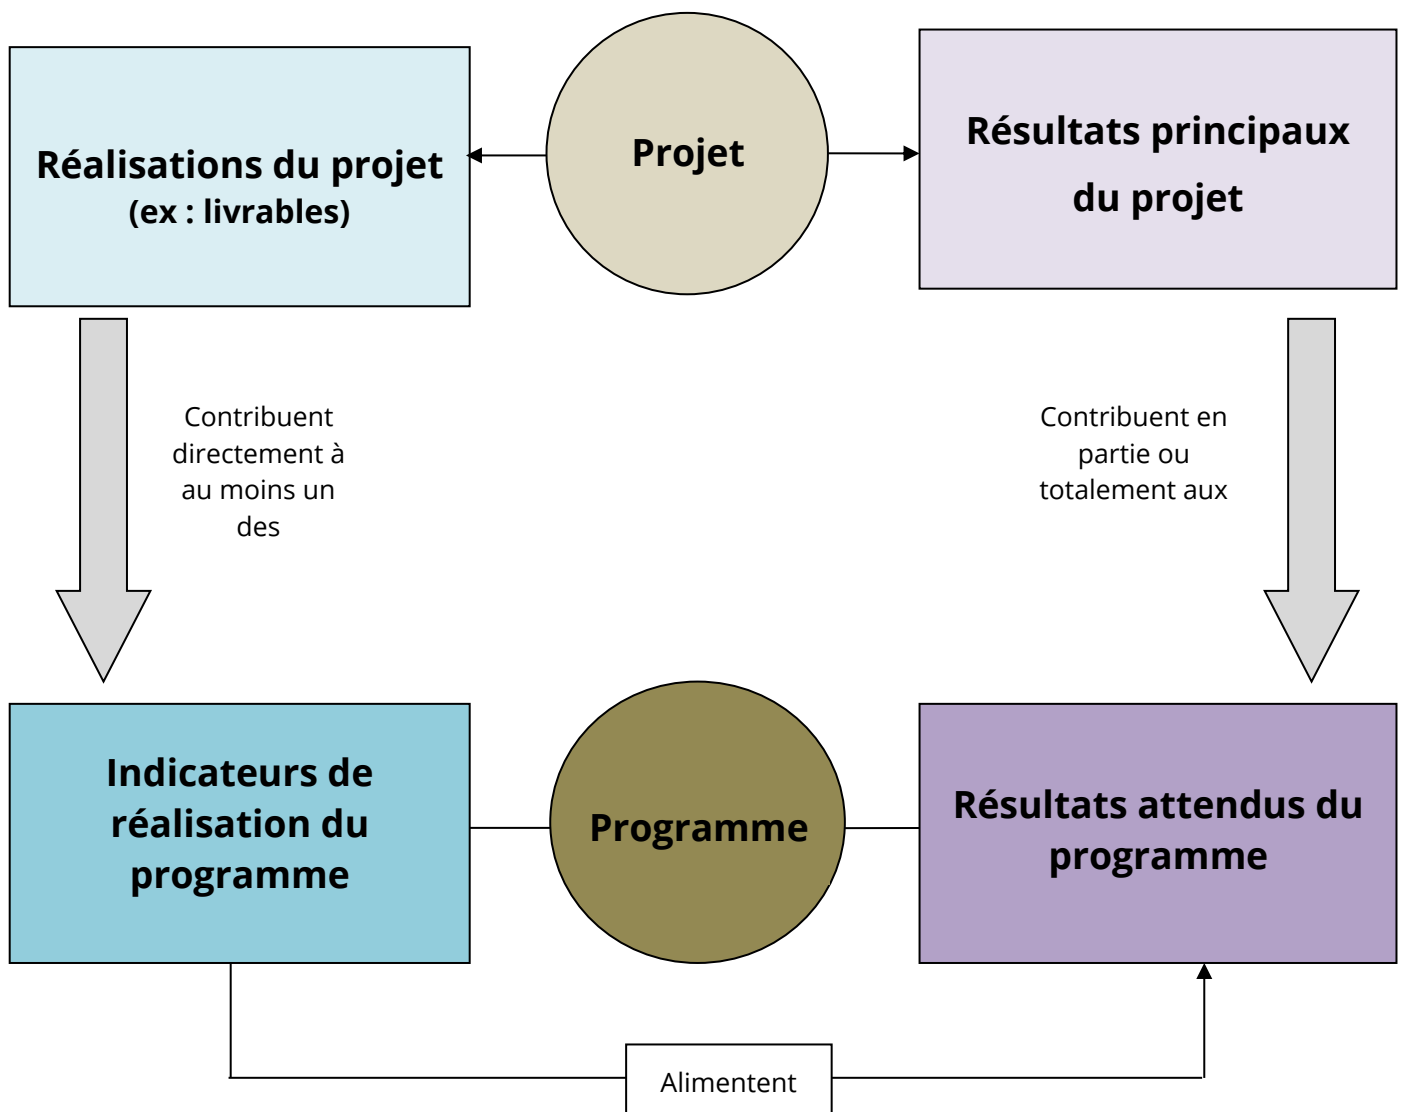 Réalisations du projet
(ex : livrables)
Projet
Résultats principaux
du projet
Contribuent
directement à
au moins un
des
Contribuent en
partie ou
totalement aux
Indicateurs de
réalisation du
programme
Programme
Résultats attendus du
programme
Alimentent